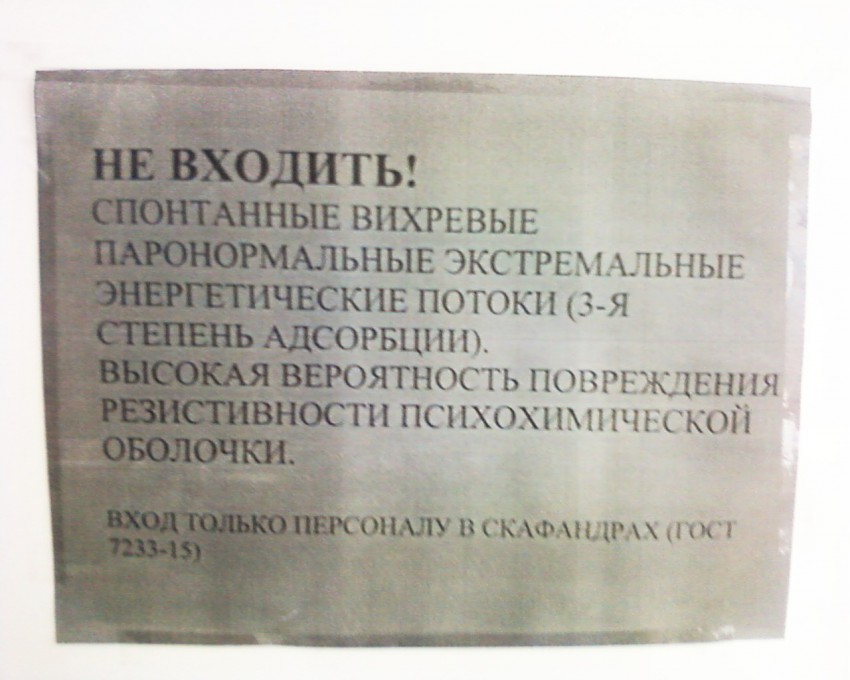 НЕ ВХОДИТЬ!
СПОНТАННЫЕ ВИХРЕВЫЕ
ПАРОНОРМАЛЬНЫЕ ЭКСТРЕМАЛЬНЫЕ
ЭНЕРГЕТИЧЕСКИЕ ПОТОКИ (3-Я
СТЕПЕНЬ АДСОРБЦИИ).
ВЫСОКАЯ ВЕРОЯТНОСТЬ ПОВРЕЖДЕНИЯ
РЕЗИСТИВНОСТИ ПСИХОХИМИЧЕСКОЙ
ОБОЛОЧКИ.
ВХОД ТОЛЬКО ПЕРСОНАЛУ В СКАФАНДРАХ (ГОСТ
7233-15)